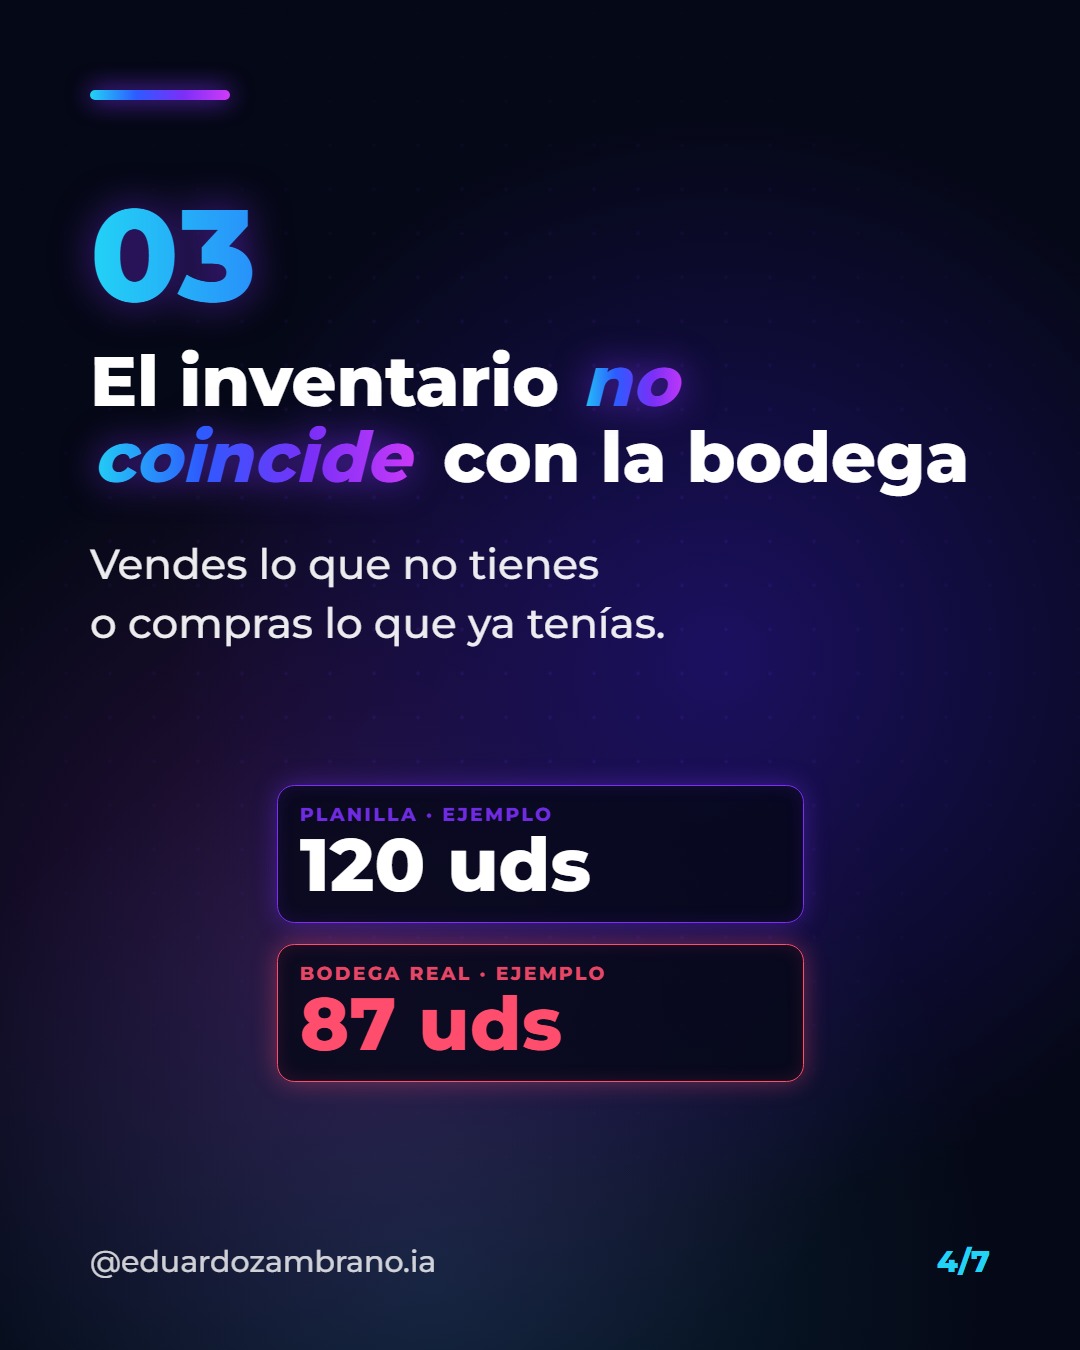 03
El inventario no
coincide con la bodega
Vendes lo que no tienes
o compras lo que ya tenías.
PLANILLA · EJEMPLO
120 uds
BODEGA REAL · EJEMPLO
87 uds
@eduardozambrano.ia
4/7